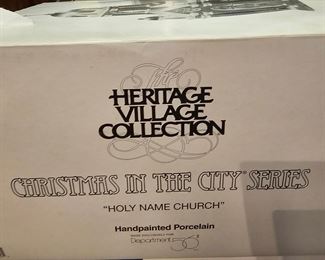 The
HERITAGE
VILLAGE
COLLECTION
CHRISTMAS IN THE CITY® SERIES
"HOLY NAME CHURCH"
Handpainted Porcelain
Department 56®